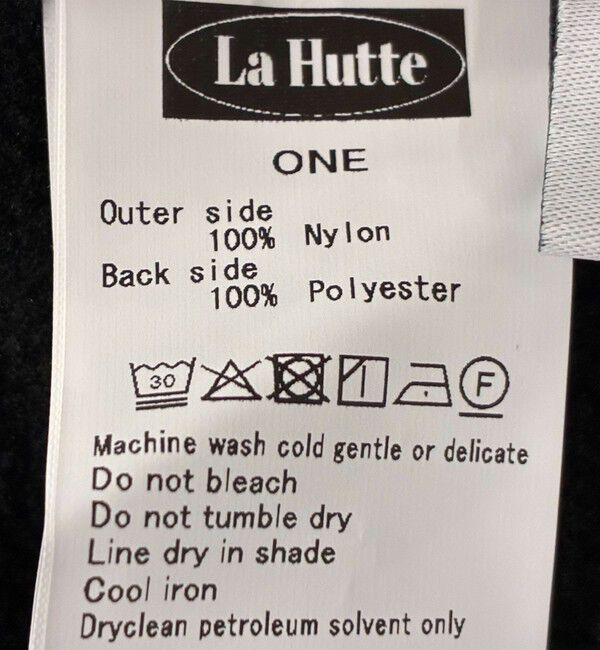 La Hutte
ONE
Outer side
100% Nylon
Back side
100% Polyester
30 F
Machine wash cold gentle or delicate
Do not bleach
Do not tumble dry
Line dry in shade
Cool iron
Dryclean petroleum solvent only